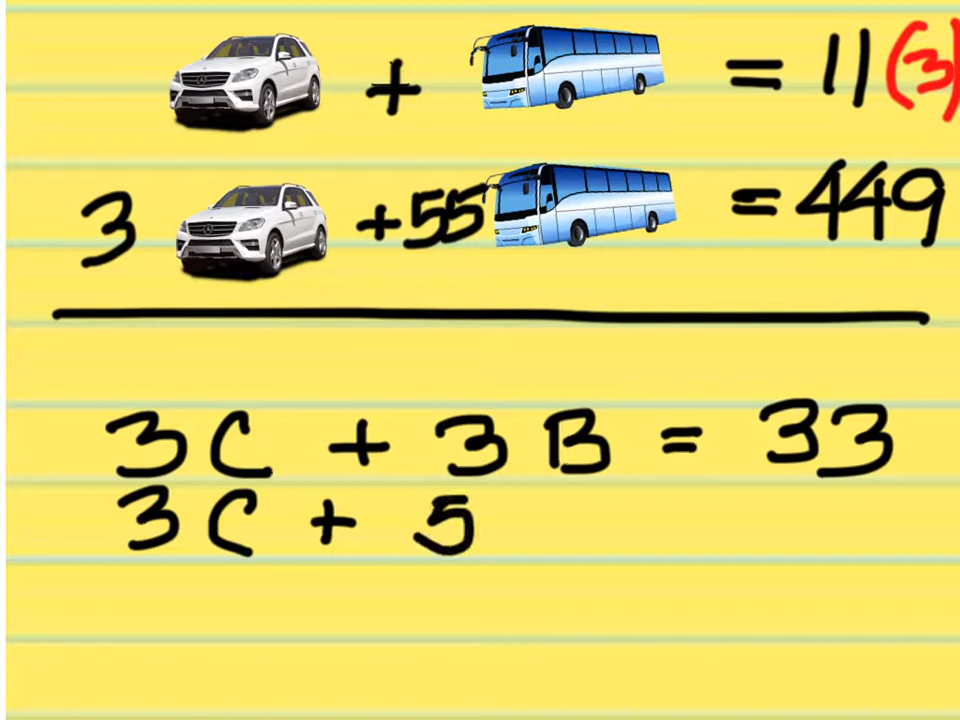 + = 11 (3)
3 +55 = 449
3C + 3B = 33
3C + 5